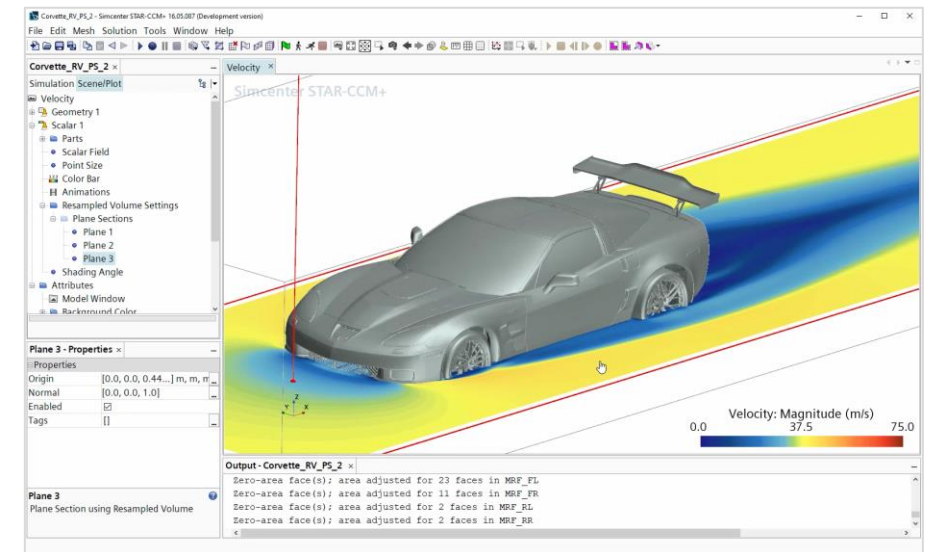 Corvette_RV_PS_2 - Simcenter STAR-CCM+ 16.05.087 (Development version)
File Edit Mesh Solution Tools Window Help
Corvette_RV_PS_2 ×
Simulation Scene/Plot
Velocity
Geometry 1
Scalar 1
Parts
Scalar Field
Point Size
Color Bar
Animations
Resampled Volume Settings
Plane Sections
Plane 1
Plane 2
Plane 3
Shading Angle
Attributes
Model Window
Background Color
Plane 3 - Properties ×
Properties
Origin [0.0, 0.0, 0.44...] m, m, m
Normal [0.0, 0.0, 1.0]
Enabled
Tags []
Plane 3
Plane Section using Resampled Volume
Velocity ×
Simcenter STAR-CCM+
Z
Y X
Velocity: Magnitude (m/s)
0.0 37.5 75.0
Output - Corvette_RV_PS_2 ×
Zero-area face(s); area adjusted for 23 faces in MRF_FL
Zero-area face(s); area adjusted for 11 faces in MRF_FR
Zero-area face(s); area adjusted for 2 faces in MRF_RL
Zero-area face(s); area adjusted for 2 faces in MRF_RR